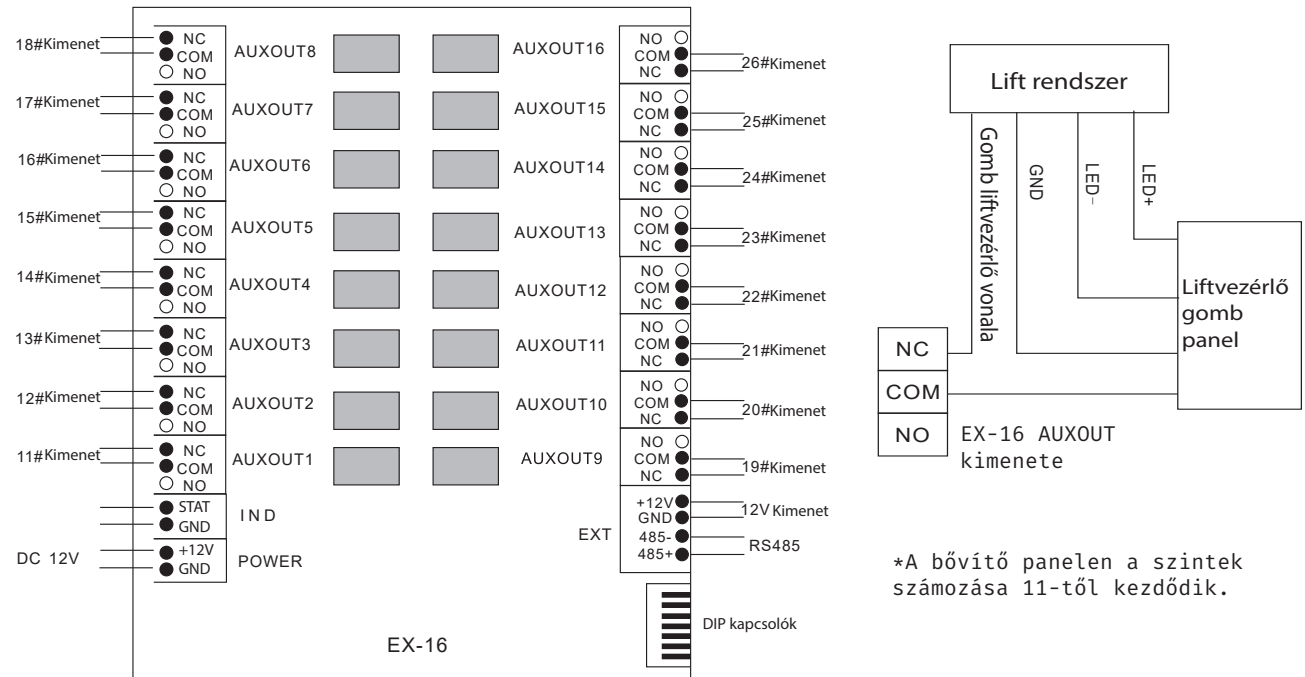 18#Kimenet
NC
COM
NO
AUXOUT8
17#Kimenet
NC
COM
NO
AUXOUT7
16#Kimenet
NC
COM
NO
AUXOUT6
15#Kimenet
NC
COM
NO
AUXOUT5
14#Kimenet
NC
COM
NO
AUXOUT4
13#Kimenet
NC
COM
NO
AUXOUT3
12#Kimenet
NC
COM
NO
AUXOUT2
11#Kimenet
NC
COM
NO
AUXOUT1
STAT
GND
IND
DC 12V
+12V
GND
POWER
AUXOUT16
NO
COM
NC
26#Kimenet
AUXOUT15
NO
COM
NC
25#Kimenet
AUXOUT14
NO
COM
NC
24#Kimenet
AUXOUT13
NO
COM
NC
23#Kimenet
AUXOUT12
NO
COM
NC
22#Kimenet
AUXOUT11
NO
COM
NC
21#Kimenet
AUXOUT10
NO
COM
NC
20#Kimenet
AUXOUT9
NO
COM
NC
19#Kimenet
EXT
+12V
GND
485-
485+
12V Kimenet
RS485
DIP kapcsolók
EX-16
Lift rendszer
Gomb liftvezérlő vonala
GND
LED-
LED+
Liftvezérlő
gomb
panel
NC
COM
NO
EX-16 AUXOUT
kimenete
*A bővítő panelen a szintek
számozása 11-től kezdődik.